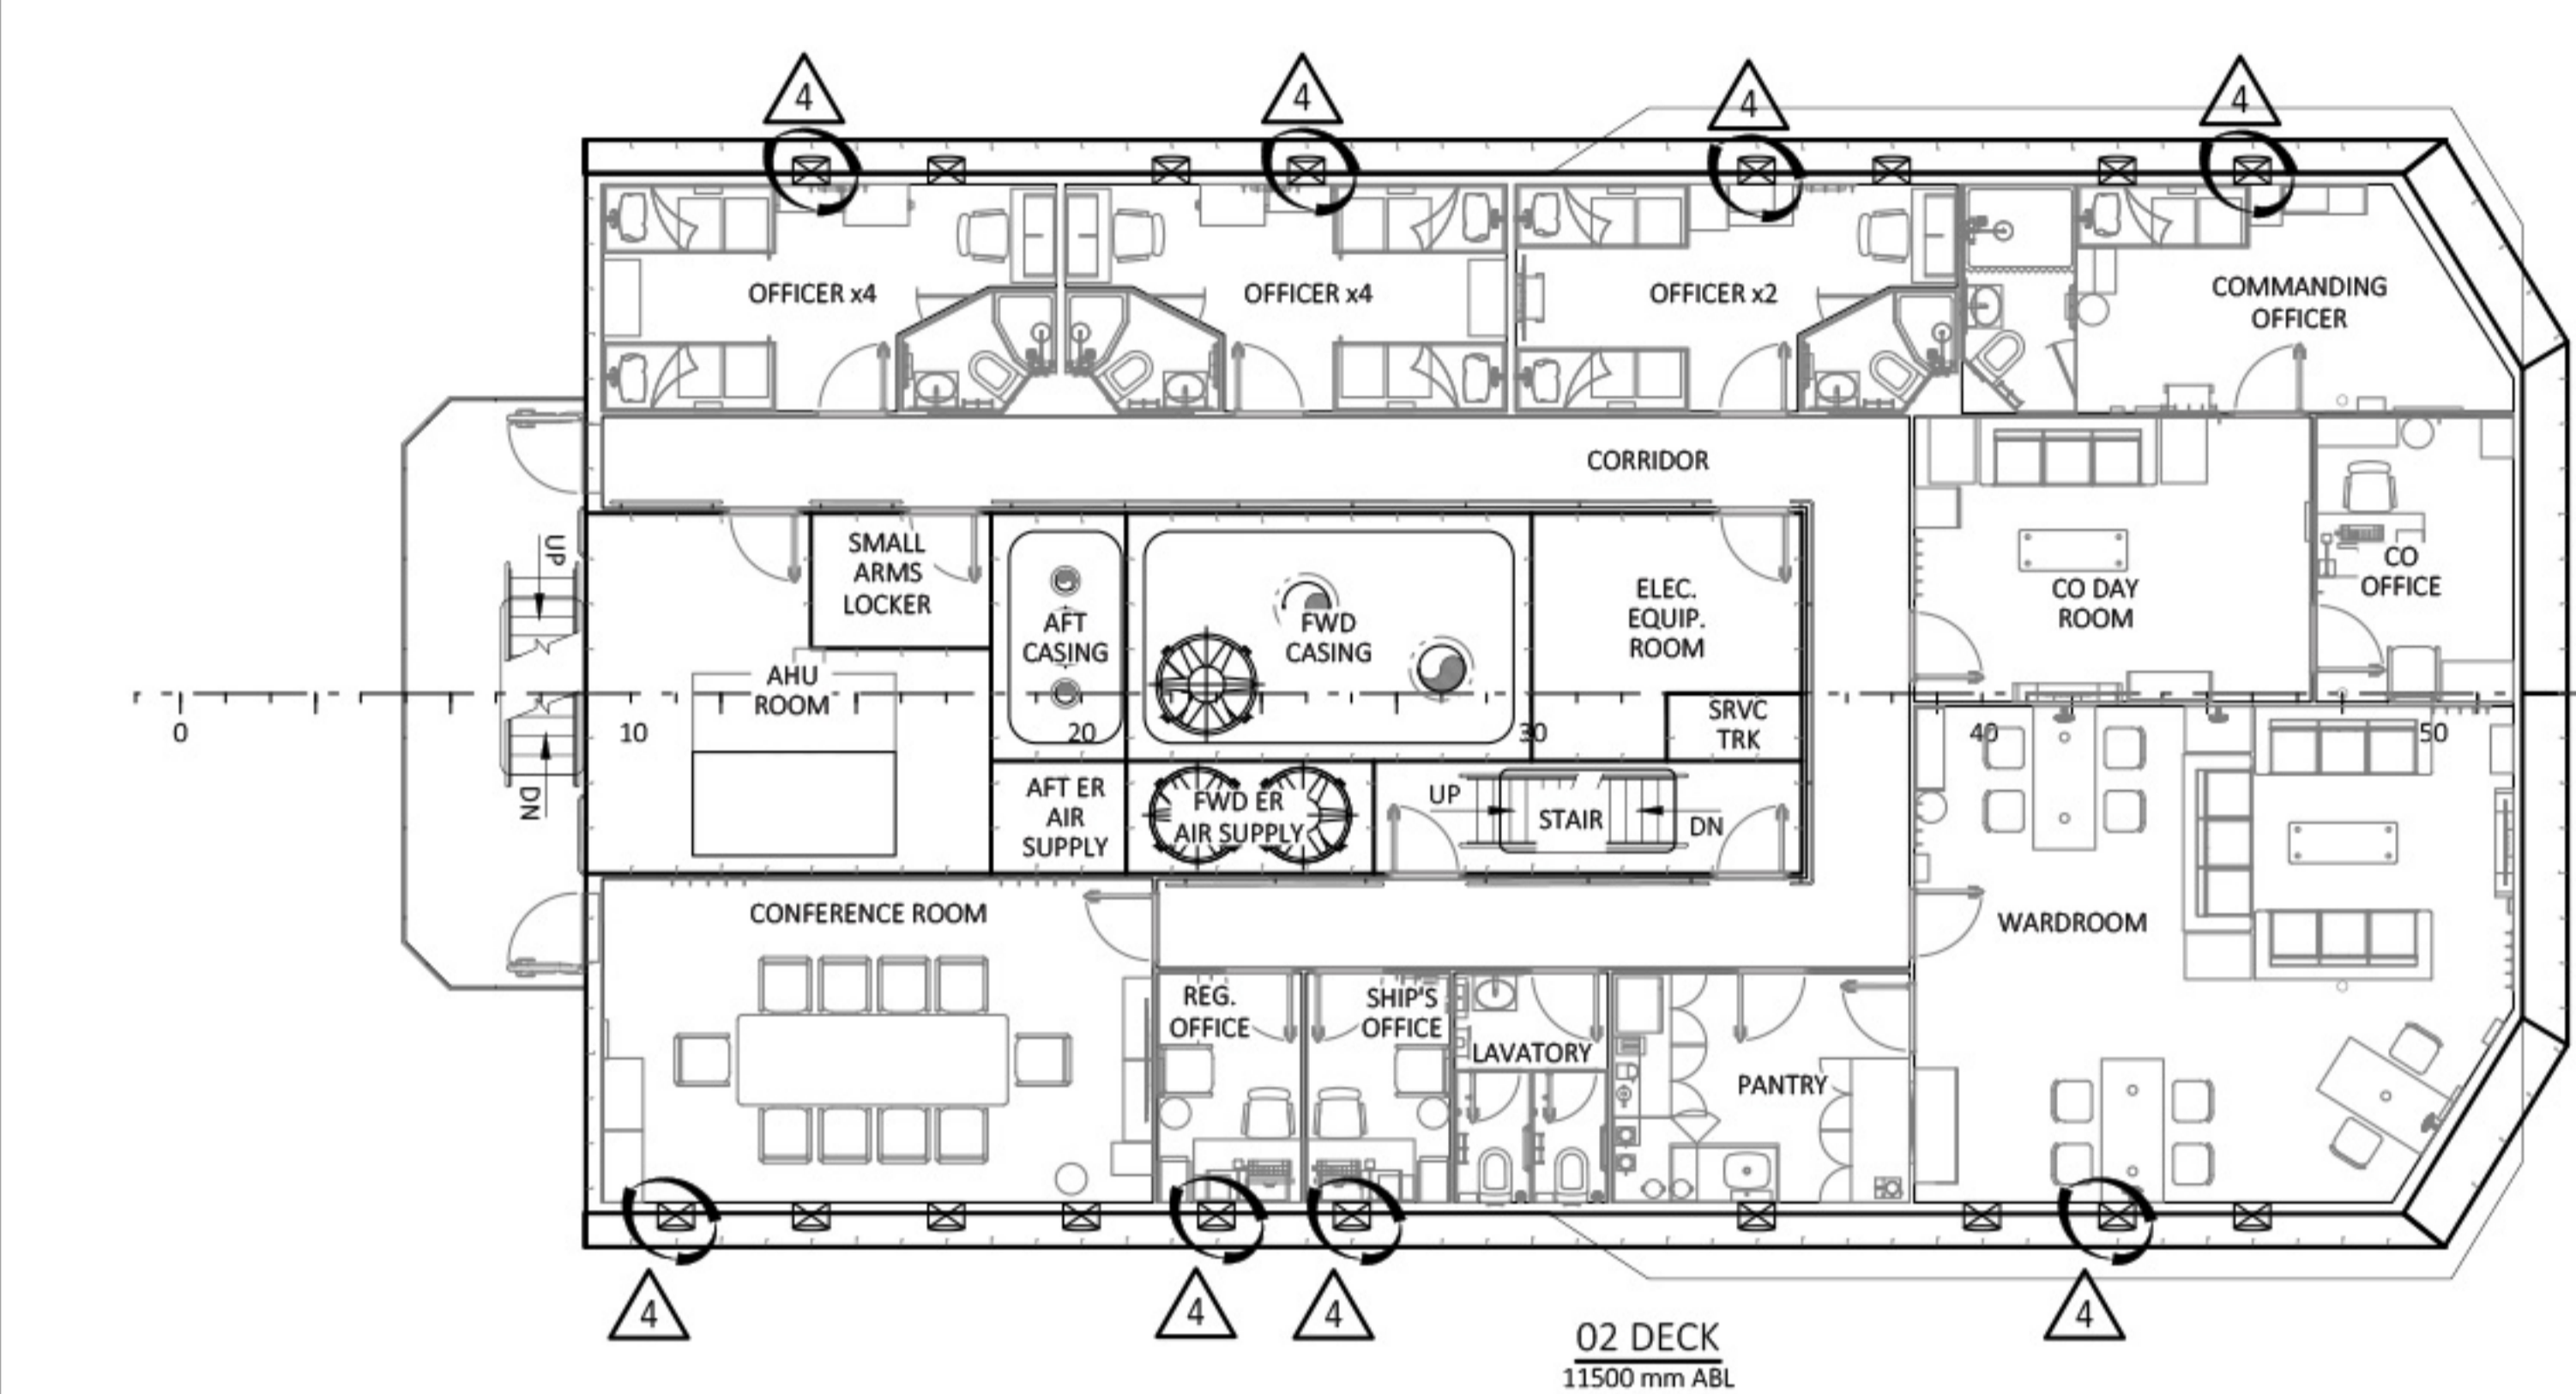 4
4
4
4
OFFICER x4
OFFICER x4
OFFICER x2
COMMANDING
OFFICER
CORRIDOR
UP
SMALL
ARMS
LOCKER
AFT
CASING
FWD
CASING
ELEC.
EQUIP.
ROOM
CO DAY
ROOM
CO
OFFICE
AHU
ROOM
SRVC
TRK
0
10
20
30
40
50
DN
AFT ER
AIR
SUPPLY
FWD ER
AIR SUPPLY
UP
STAIR
DN
CONFERENCE ROOM
WARDROOM
REG.
OFFICE
SHIP'S
OFFICE
LAVATORY
PANTRY
4
4
4
4
02 DECK
11500 mm ABL